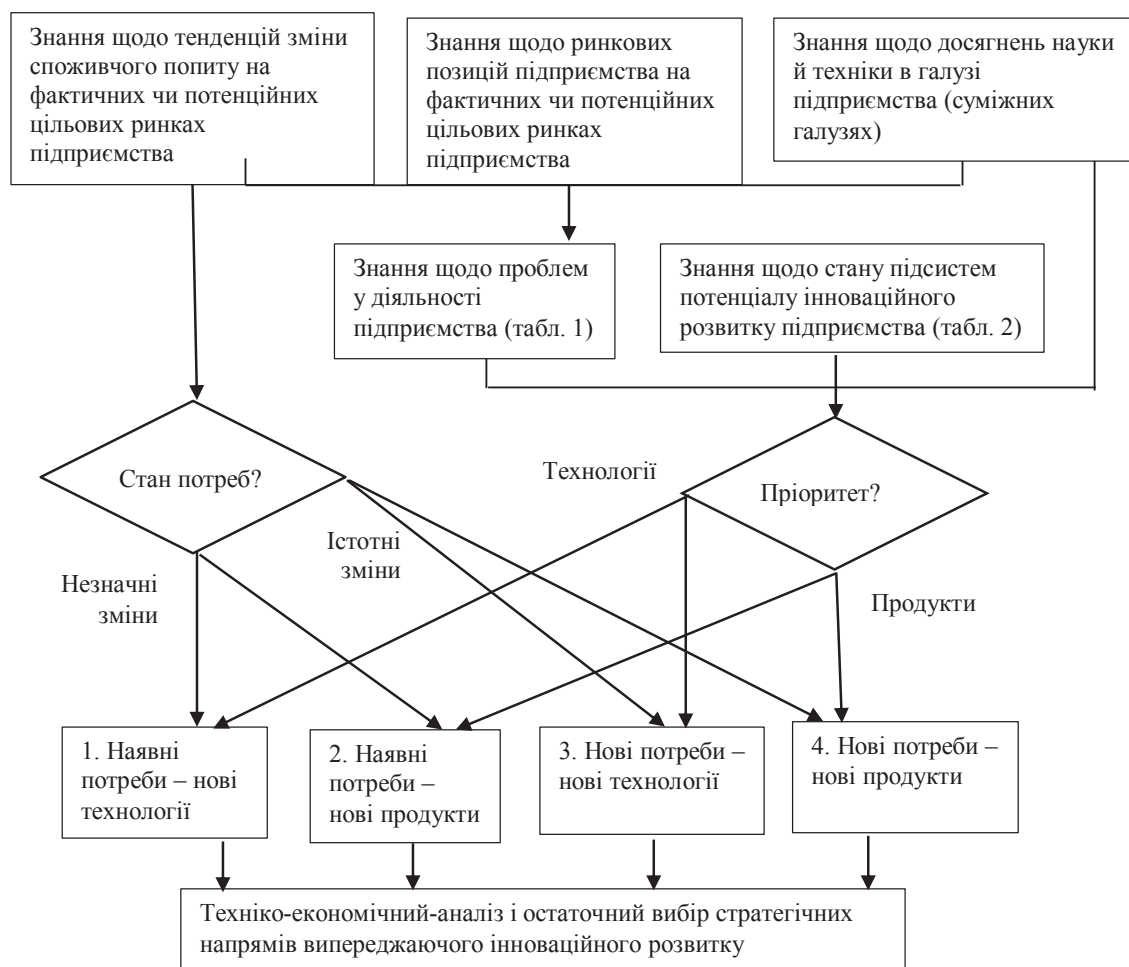 Знання щодо тенденцій зміни
споживчого попиту на
фактичних чи потенційних
цільових ринках
підприємства
Знання щодо ринкових
позицій підприємства на
фактичних чи потенційних
цільових ринках
підприємства
Знання щодо досягнень науки
й техніки в галузі
підприємства (суміжних
галузях)
Знання щодо проблем
у діяльності
підприємства (табл. 1)
Знання щодо стану підсистем
потенціалу інноваційного
розвитку підприємства (табл. 2)
Стан потреб?
Технології
Пріоритет?
Істотні
зміни
Незначні
зміни
Продукти
1. Наявні
потреби – нові
технології
2. Наявні
потреби –
нові продукти
3. Нові потреби –
нові технології
4. Нові потреби –
нові продукти
Техніко-економічний-аналіз і остаточний вибір стратегічних
напрямів випереджаючого інноваційного розвитку